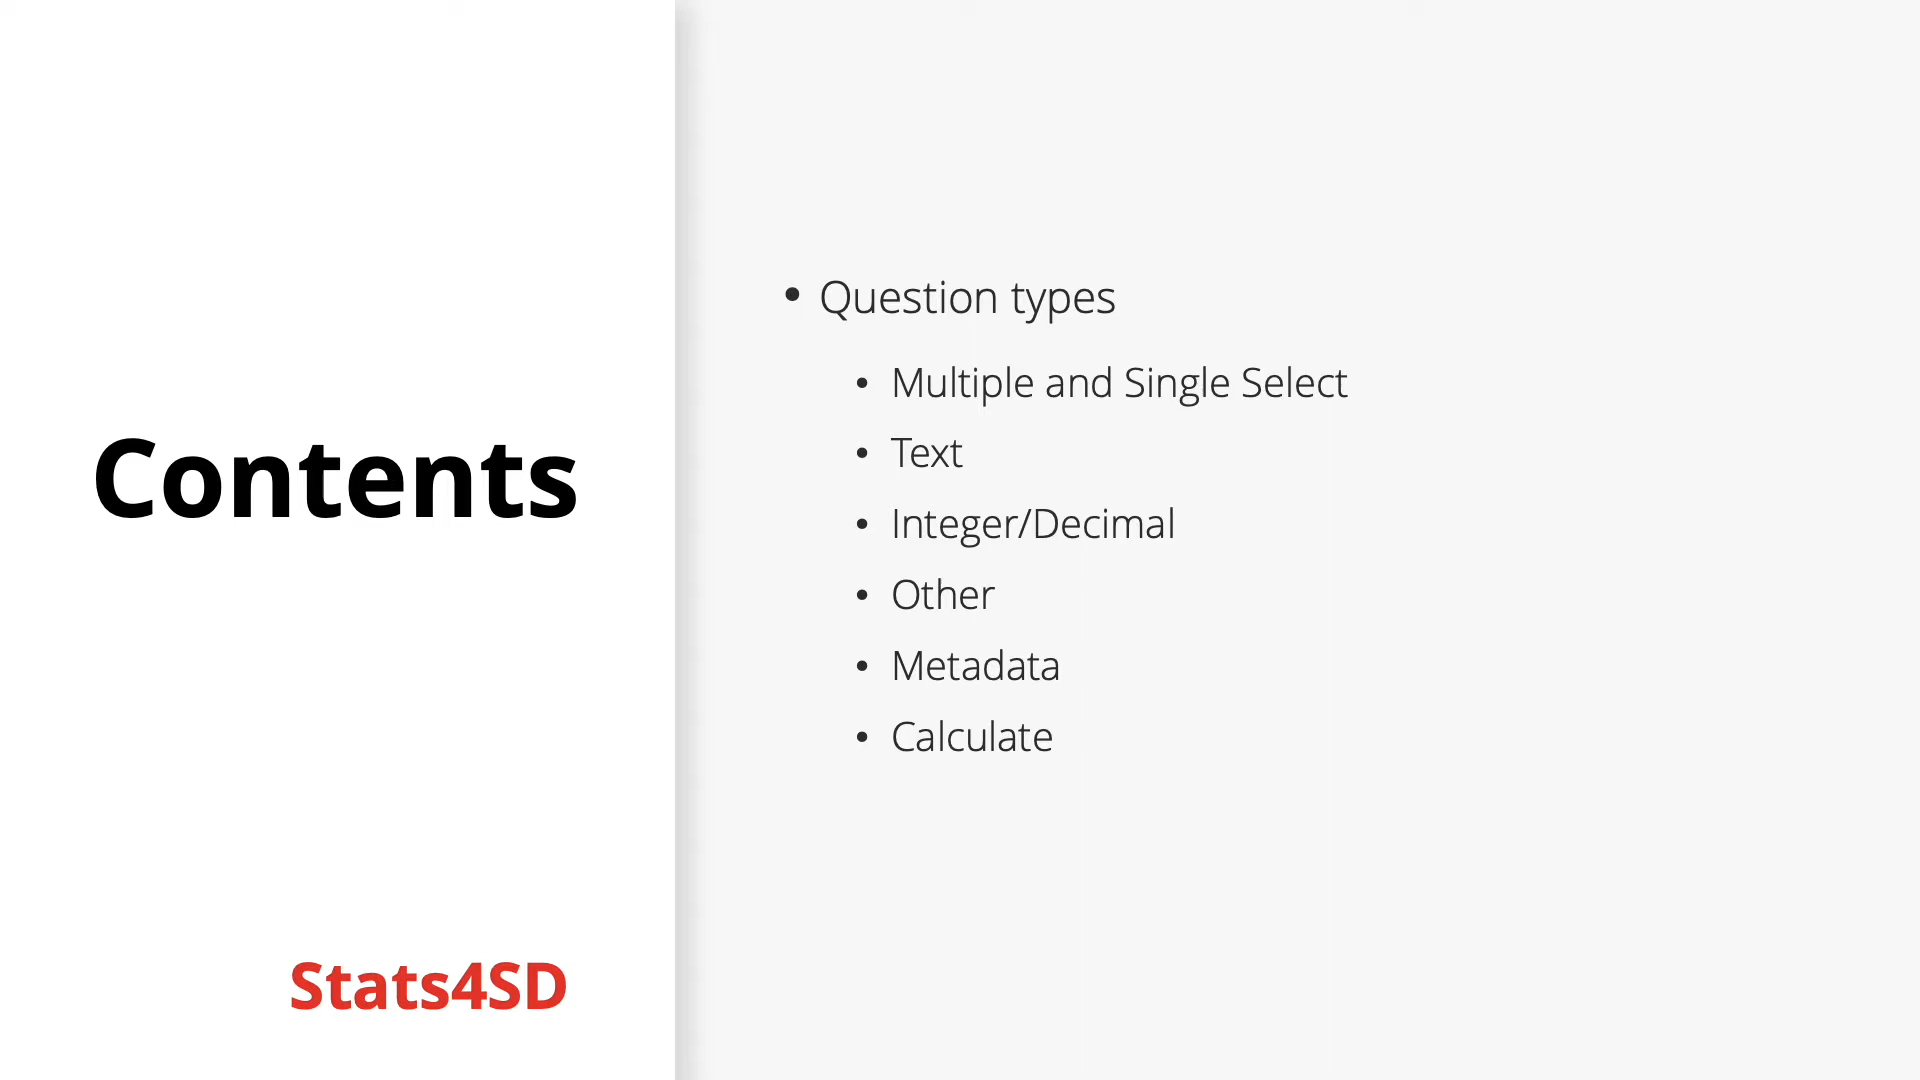 Contents
Stats4SD
• Question types
• Multiple and Single Select
• Text
• Integer/Decimal
• Other
• Metadata
• Calculate